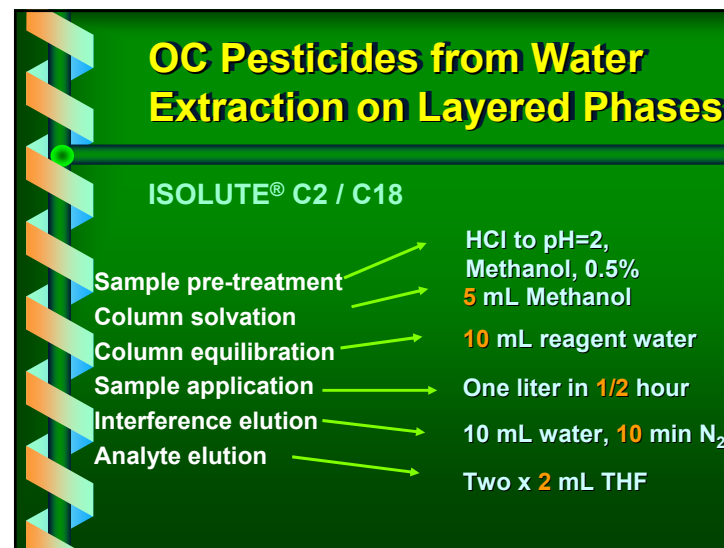 OC Pesticides from Water
Extraction on Layered Phases
ISOLUTE® C2 / C18
Sample pre-treatment
Column solvation
Column equilibration
Sample application
Interference elution
Analyte elution
HCl to pH=2,
Methanol, 0.5%
5 mL Methanol
10 mL reagent water
One liter in 1/2 hour
10 mL water, 10 min N₂
Two x 2 mL THF